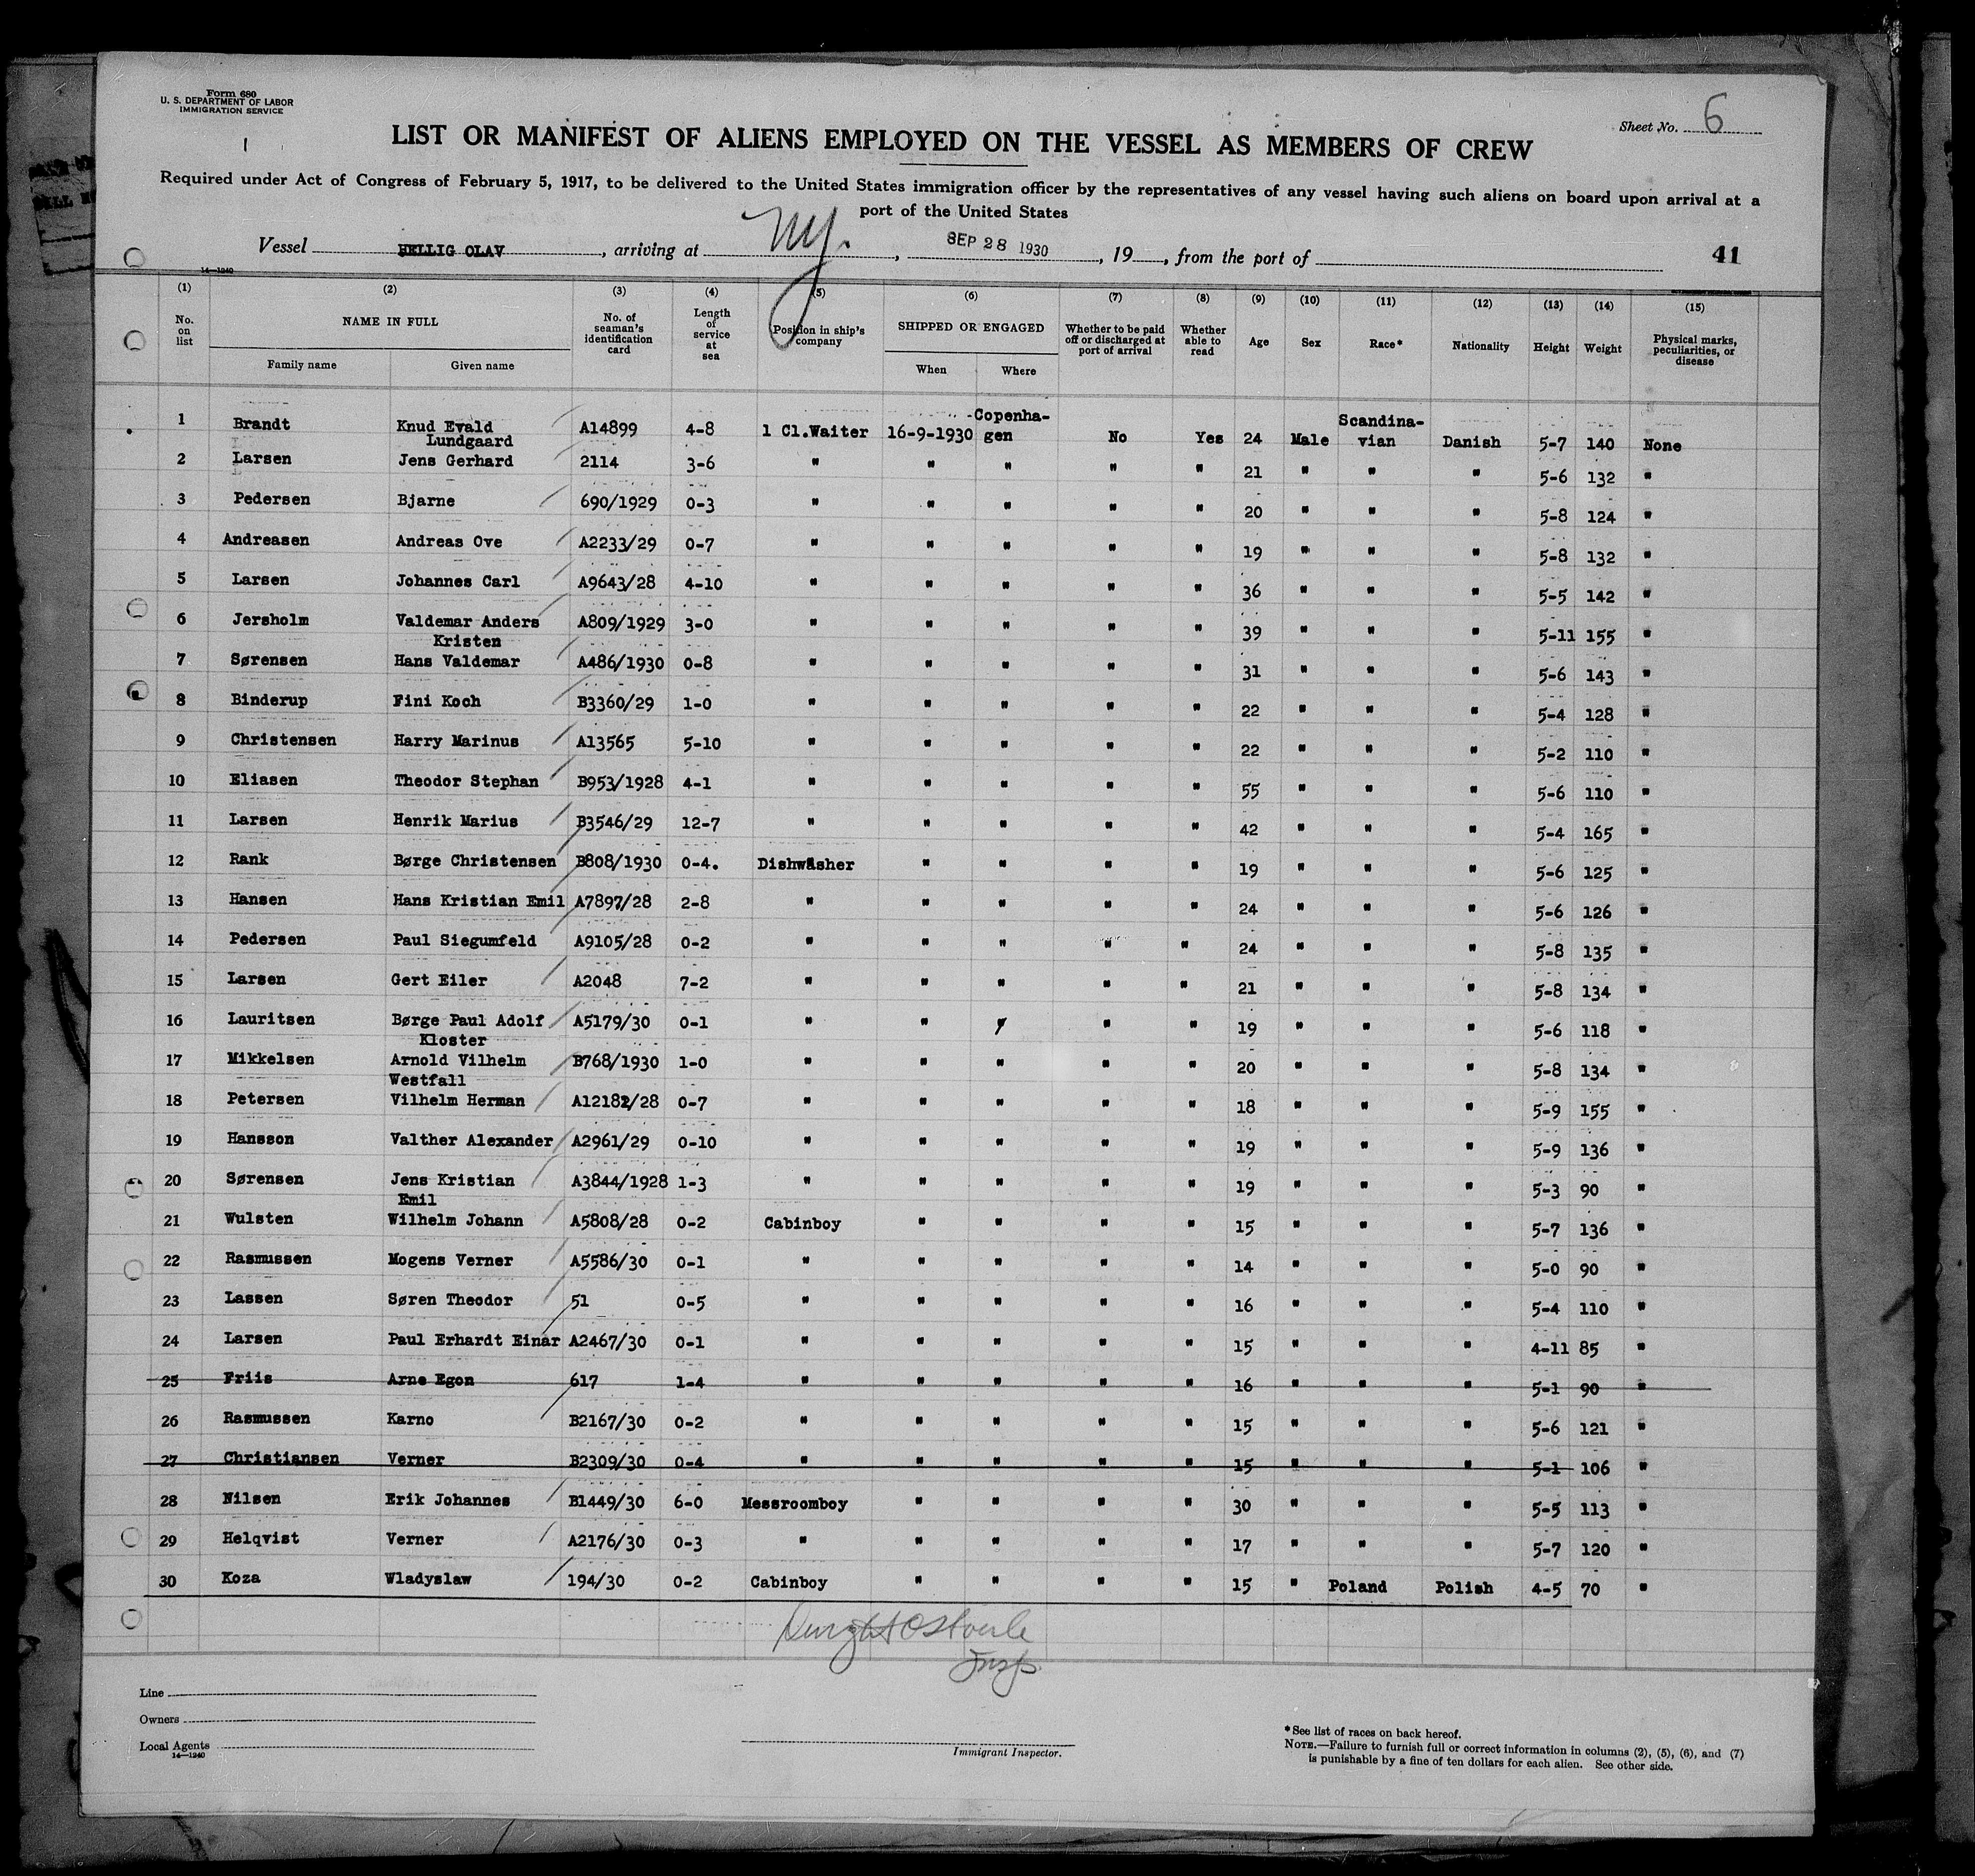 Form 680
U. S. DEPARTMENT OF LABOR
IMMIGRATION SERVICE
Sheet No. 6
LIST OR MANIFEST OF ALIENS EMPLOYED ON THE VESSEL AS MEMBERS OF CREW
Required under Act of Congress of February 5, 1917, to be delivered to the United States immigration officer by the representatives of any vessel having such aliens on board upon arrival at a
port of the United States
Vessel HELLIG OLAV, arriving at NY., SEP 28 1930, 19, from the port of 41
14—1240
(1) (2) (3) (4) (5) (6) (7) (8) (9) (10) (11) (12) (13) (14) (15)
No. on list NAME IN FULL Family name Given name No. of seaman's identification card Length of service at sea Position in ship's company SHIPPED OR ENGAGED When Where Whether to be paid off or discharged at port of arrival Whether able to read Age Sex Race* Nationality Height Weight Physical marks, peculiarities, or disease
1 Brandt Knud Evald Lundgaard A14899 4-8 1 Cl.Waiter 16-9-1930 Copenha-gen No Yes 24 Male Scandina-vian Danish 5-7 140 None
2 Larsen Jens Gerhard 2114 3-6 " " " " " 21 " " " 5-6 132 "
3 Pedersen Bjarne 690/1929 0-3 " " " " " 20 " " " 5-8 124 "
4 Andreasen Andreas Ove A2233/29 0-7 " " " " " 19 " " " 5-8 132 "
5 Larsen Johannes Carl A9643/28 4-10 " " " " " 36 " " " 5-5 142 "
6 Jersholm Valdemar Anders Kristen A809/1929 3-0 " " " " " 39 " " " 5-11 155 "
7 Sørensen Hans Valdemar A486/1930 0-8 " " " " " 31 " " " 5-6 143 "
8 Binderup Fini Koch B3360/29 1-0 " " " " " 22 " " " 5-4 128 "
9 Christensen Harry Marinus A13565 5-10 " " " " " 22 " " " 5-2 110 "
10 Eliasen Theodor Stephan B953/1928 4-1 " " " " " 55 " " " 5-6 110 "
11 Larsen Henrik Marius B3546/29 12-7 " " " " " 42 " " " 5-4 165 "
12 Rank Børge Christensen B808/1930 0-4. Dishwasher " " " " 19 " " " 5-6 125 "
13 Hansen Hans Kristian Emil A7897/28 2-8 " " " " " 24 " " " 5-6 126 "
14 Pedersen Paul Siegumfeld A9105/28 0-2 " " " " " 24 " " " 5-8 135 "
15 Larsen Gert Eiler A2048 7-2 " " " " " 21 " " " 5-8 134 "
16 Lauritsen Børge Paul Adolf Kloster A5179/30 0-1 " " " " " 19 " " " 5-6 118 "
17 Mikkelsen Arnold Vilhelm Westfall B768/1930 1-0 " " " " " 20 " " " 5-8 134 "
18 Petersen Vilhelm Herman A12182/28 0-7 " " " " " 18 " " " 5-9 155 "
19 Hansson Valther Alexander A2961/29 0-10 " " " " " 19 " " " 5-9 136 "
20 Sørensen Jens Kristian Emil A3844/1928 1-3 " " " " " 19 " " " 5-3 90 "
21 Wulsten Wilhelm Johann A5808/28 0-2 Cabinboy " " " " 15 " " " 5-7 136 "
22 Rasmussen Mogens Verner A5586/30 0-1 " " " " " 14 " " " 5-0 90 "
23 Lassen Søren Theodor 51 0-5 " " " " " 16 " " " 5-4 110 "
24 Larsen Paul Erhardt Einar A2467/30 0-1 " " " " " 15 " " " 4-11 85 "
25 Friis Arne Egon 617 1-4 " " " " " 16 " " " 5-1 90 "
26 Rasmussen Karno B2167/30 0-2 " " " " " 15 " " " 5-6 121 "
27 Christiansen Verner B2309/30 0-4 " " " " " 15 " " " 5-1 106 "
28 Nilsen Erik Johannes B1449/30 6-0 Messroomboy " " " " 30 " " " 5-5 113 "
29 Helqvist Verner A2176/30 0-3 " " " " " 17 " " " 5-7 120 "
30 Koza Wladyslaw 194/30 0-2 Cabinboy " " " " 15 " Poland Polish 4-5 70 "
Insp.
Line
Owners
Local Agents
14—1240
Immigrant Inspector.
*See list of races on back hereof.
NOTE.—Failure to furnish full or correct information in columns (2), (5), (6), and (7)
is punishable by a fine of ten dollars for each alien. See other side.